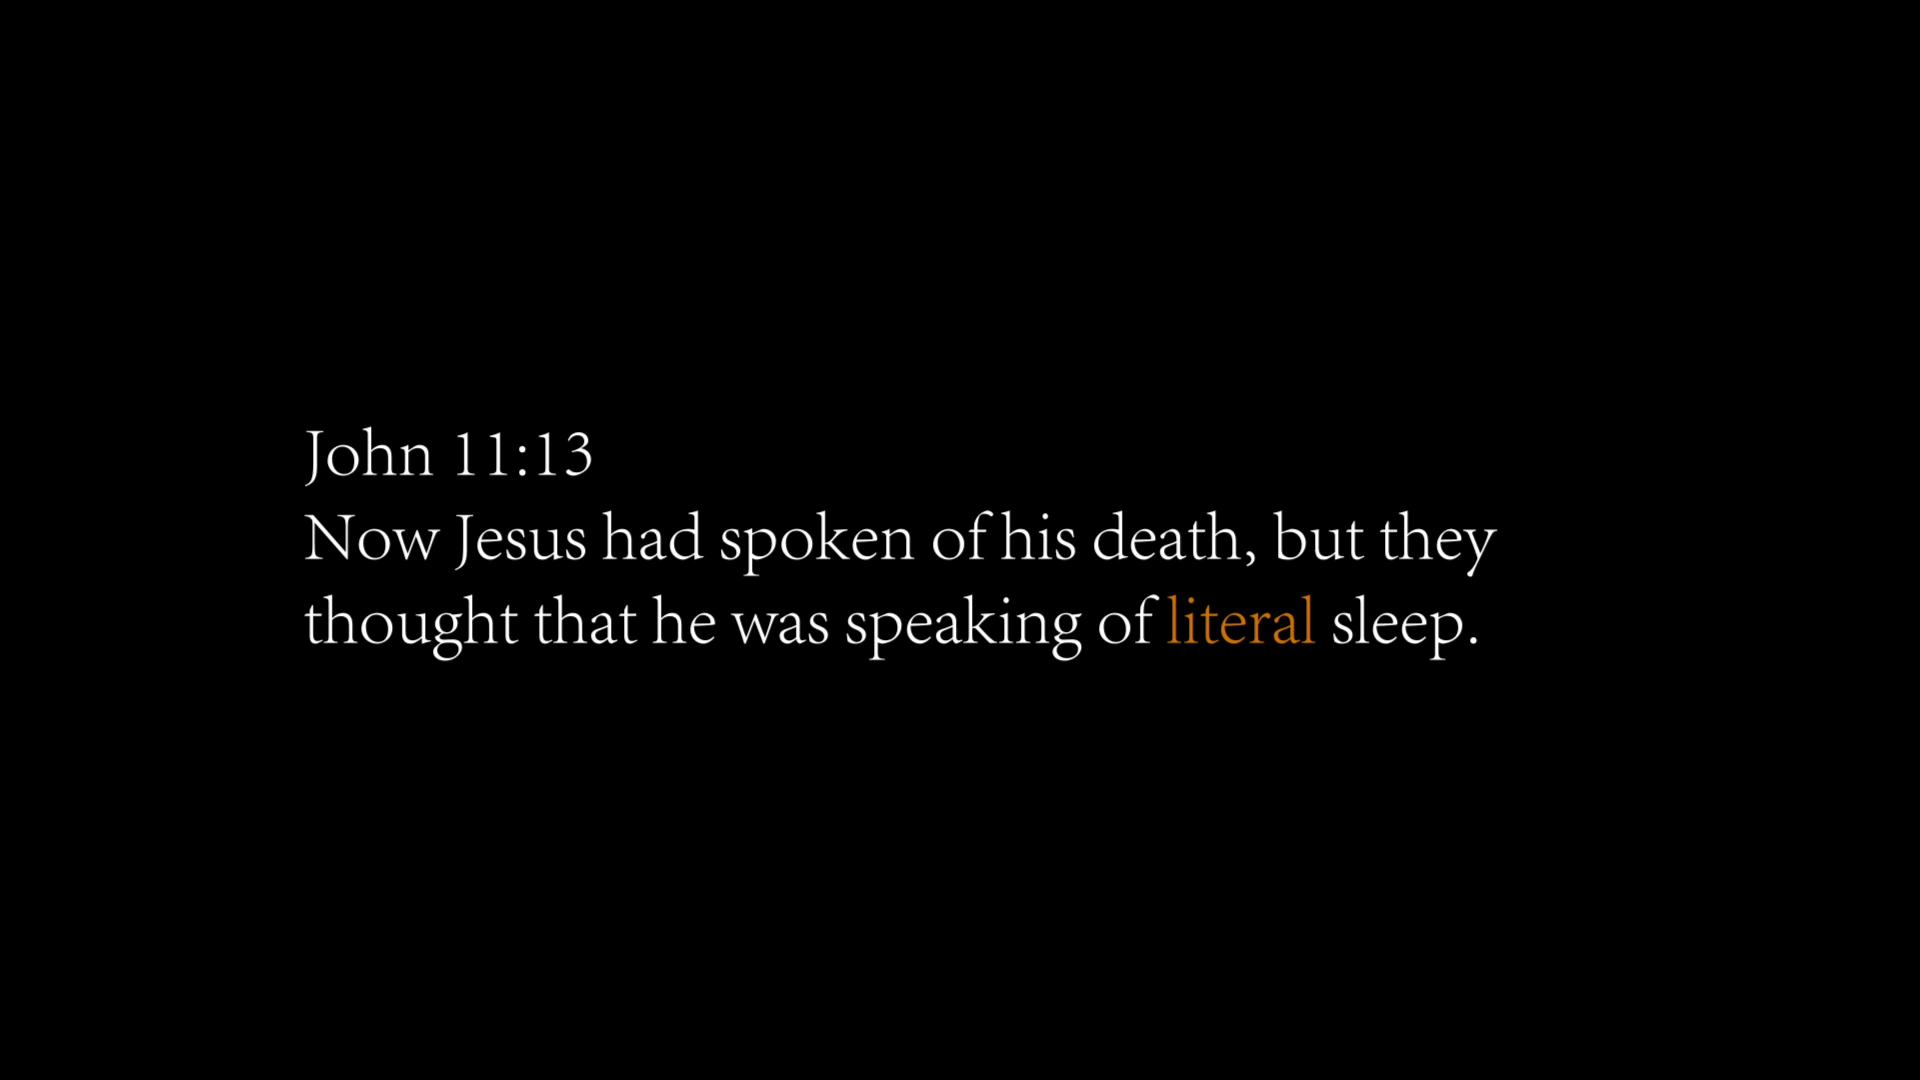 John 11:13
Now Jesus had spoken of his death, but they
thought that he was speaking of literal sleep.